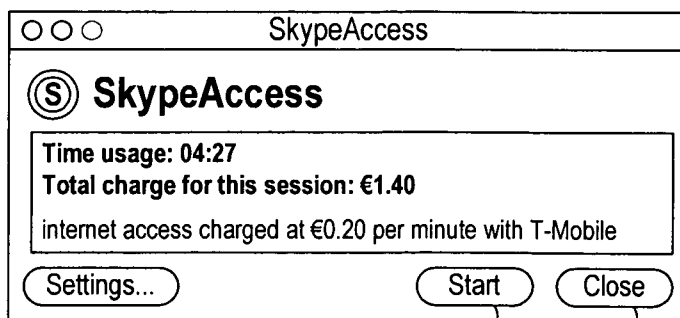 SkypeAccess
S SkypeAccess
Time usage: 04:27
Total charge for this session: €1.40
internet access charged at €0.20 per minute with T-Mobile
Settings... Start Close